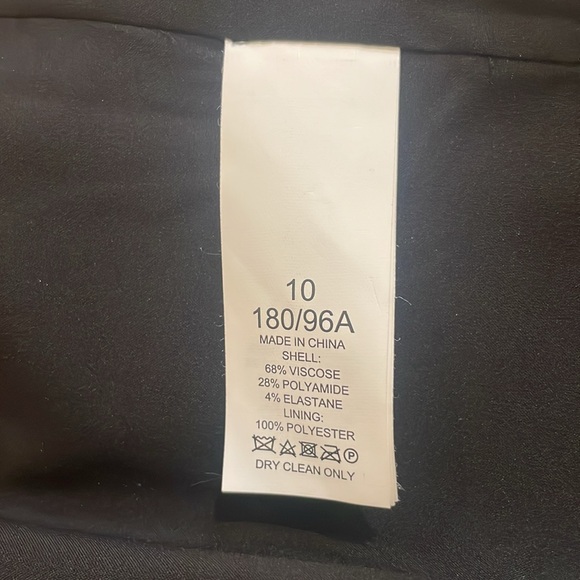 10
180/96A
MADE IN CHINA
SHELL:
68% VISCOSE
28% POLYAMIDE
4% ELASTANE
LINING:
100% POLYESTER
P
DRY CLEAN ONLY